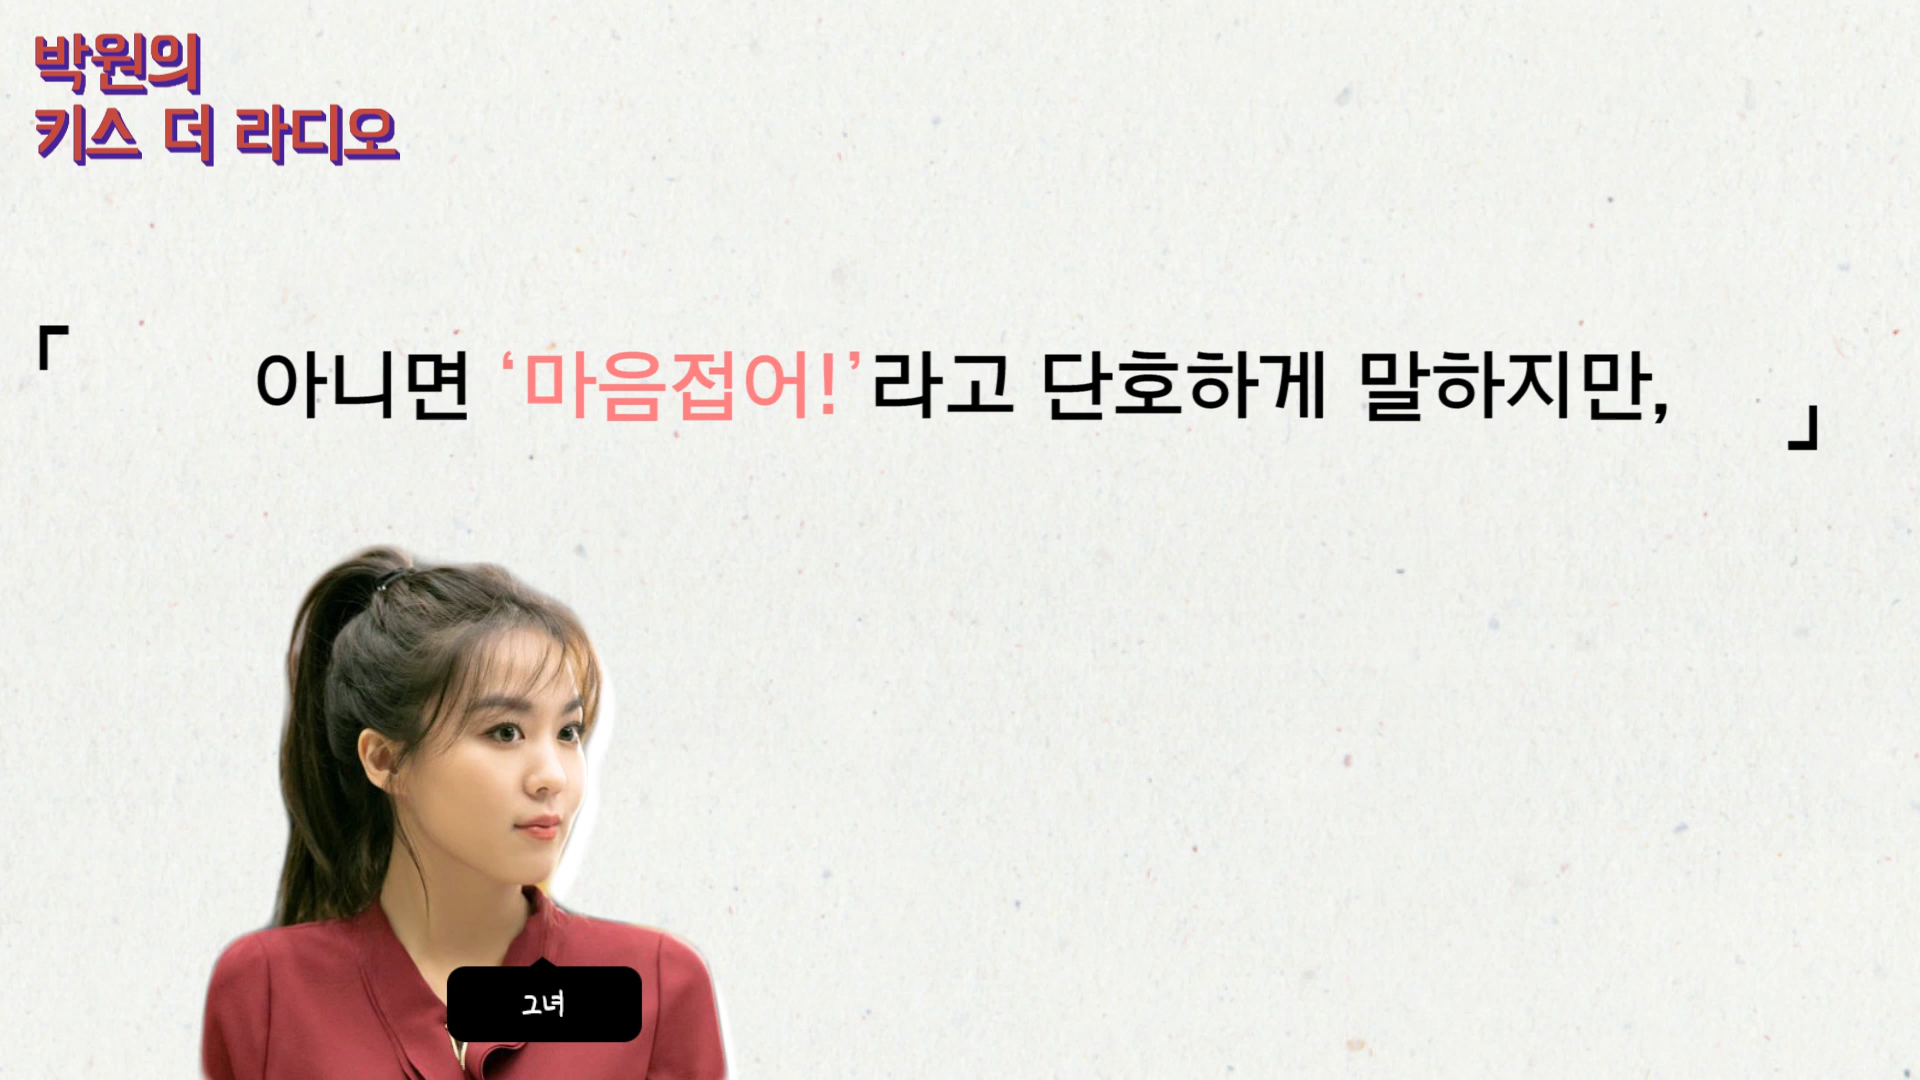 박원의
키스 더 라디오
「 아니면 ‘마음접어!’라고 단호하게 말하지만, 」
그녀